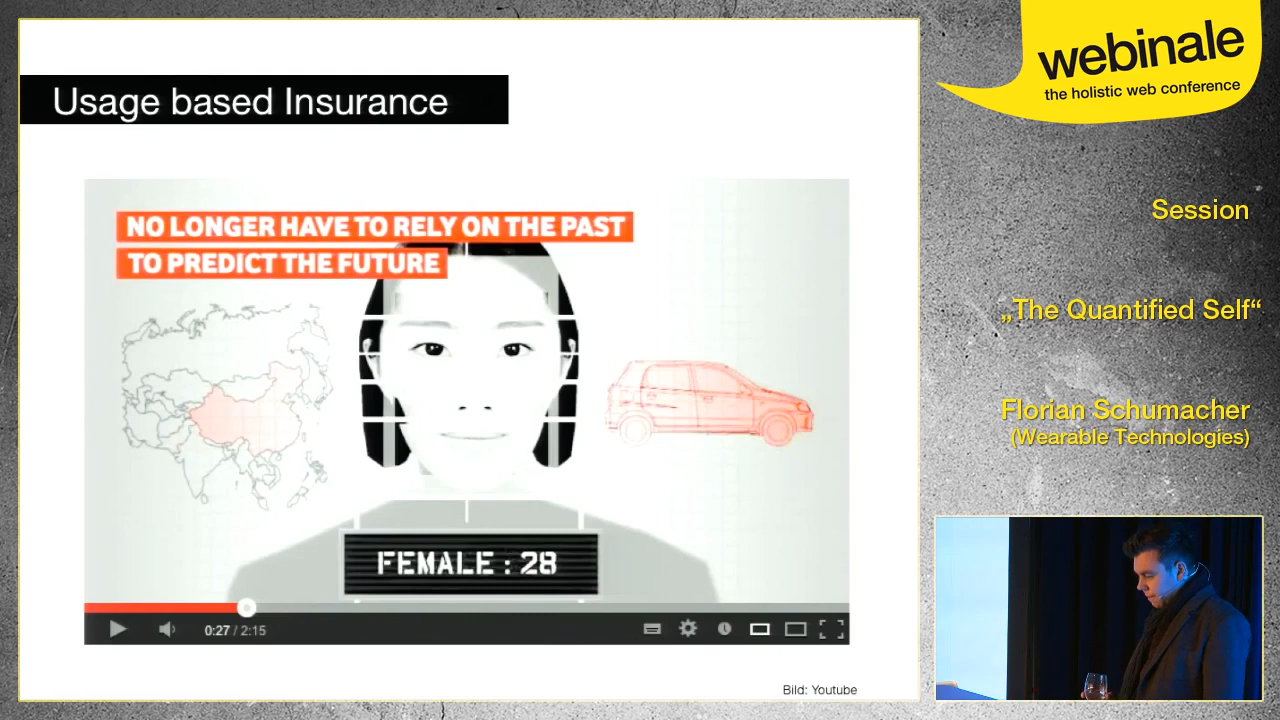 Usage based Insurance
NO LONGER HAVE TO RELY ON THE PAST
TO PREDICT THE FUTURE
FEMALE : 28
0:27 / 2:15
Bild: Youtube
webinale
the holistic web conference
Session
„The Quantified Self“
Florian Schumacher
(Wearable Technologies)